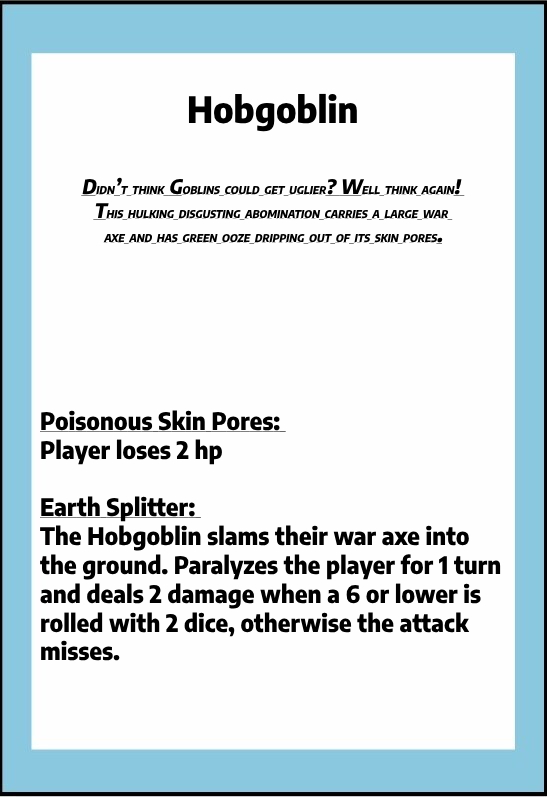 Hobgoblin
Didn't think Goblins could get uglier? Well think again!
This hulking disgusting abomination carries a large war
axe and has green ooze dripping out of its skin pores.
Poisonous Skin Pores:
Player loses 2 hp
Earth Splitter:
The Hobgoblin slams their war axe into
the ground. Paralyzes the player for 1 turn
and deals 2 damage when a 6 or lower is
rolled with 2 dice, otherwise the attack
misses.